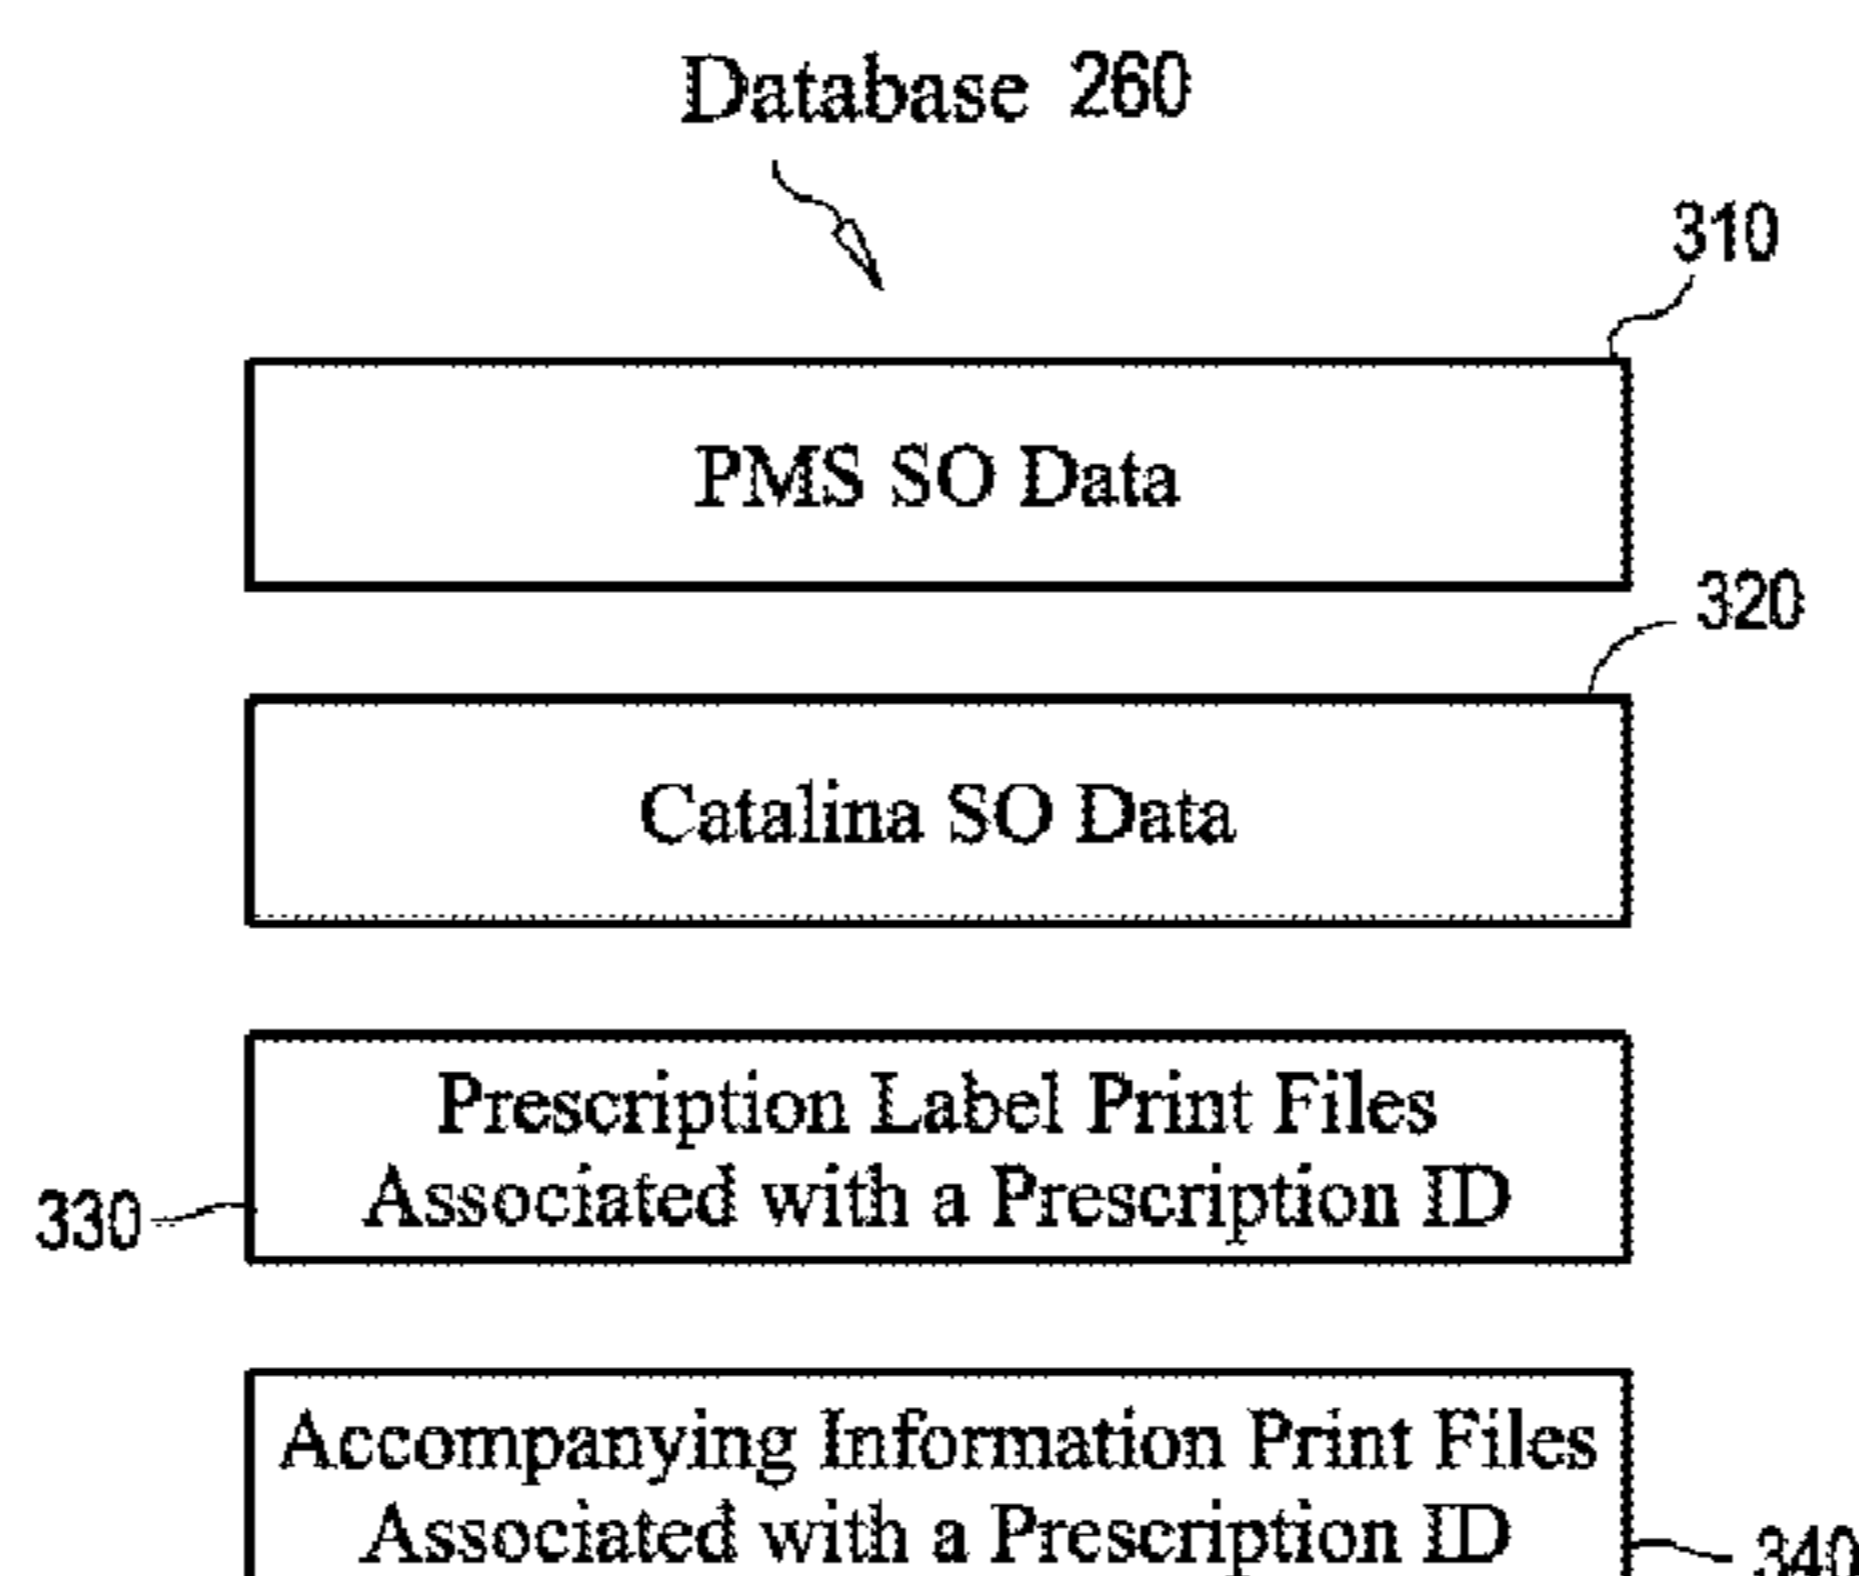 Database 260
310
PMS SO Data
320
Catalina SO Data
Prescription Label Print Files
Associated with a Prescription ID
330
Accompanying Information Print Files
Associated with a Prescription ID
340